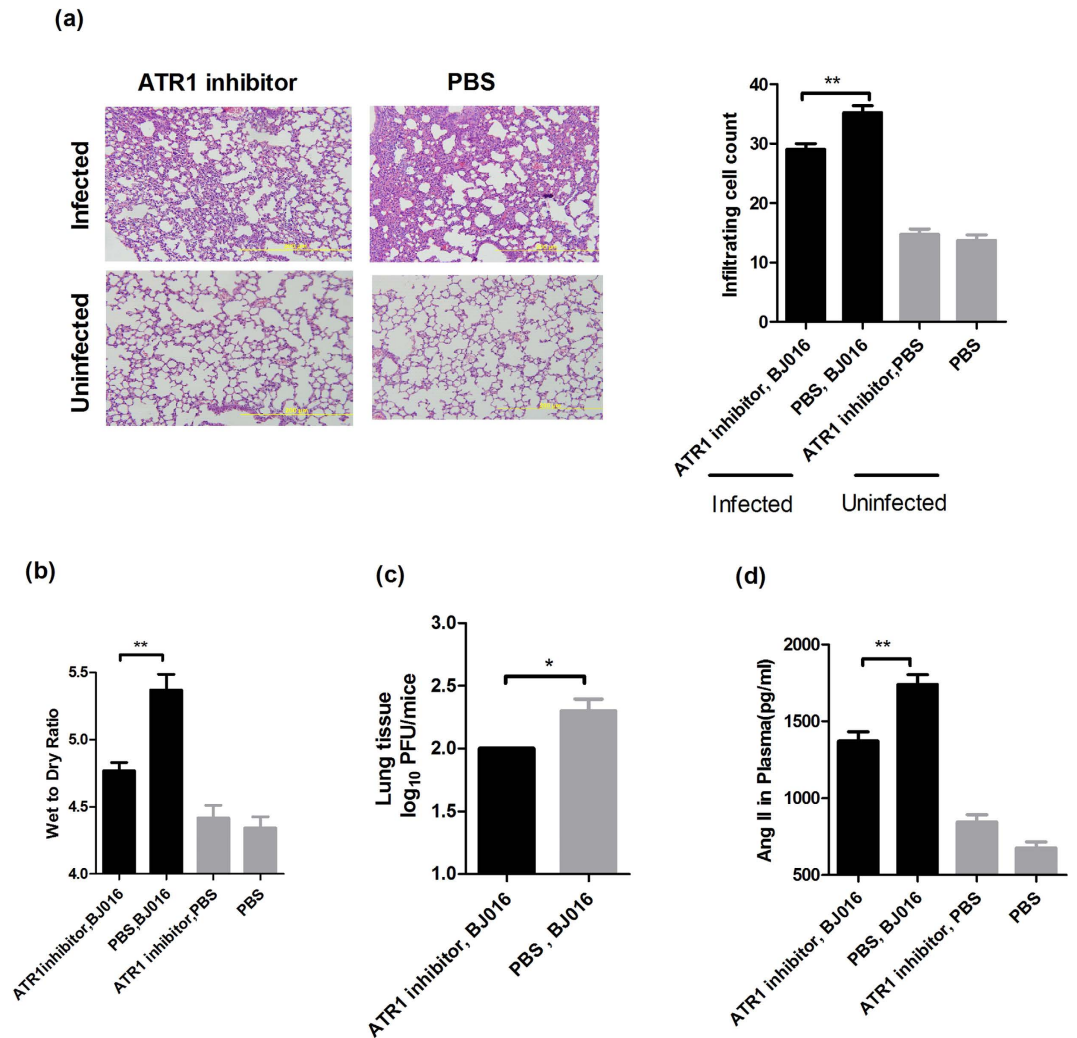 (a)
ATR1 inhibitor
PBS
Infected
Uninfected
Infiltrating cell count
40
30
20
10
0
**
ATR1 inhibitor, BJ016
PBS, BJ016
ATR1 inhibitor,PBS
PBS
Infected
Uninfected
(b)
Wet to Dry Ratio
5.5
5.0
4.5
4.0
**
ATR1inhibitor,BJ016
PBS,BJ016
ATR1 inhibitor,PBS
PBS
(c)
Lung tissue
log10 PFU/mice
3.0
2.5
2.0
1.5
1.0
*
ATR1 inhibitor, BJ016
PBS , BJ016
(d)
Ang II in Plasma(pg/ml)
2000
1500
1000
500
**
ATR1 inhibitor, BJ016
PBS, BJ016
ATR1 inhibitor, PBS
PBS